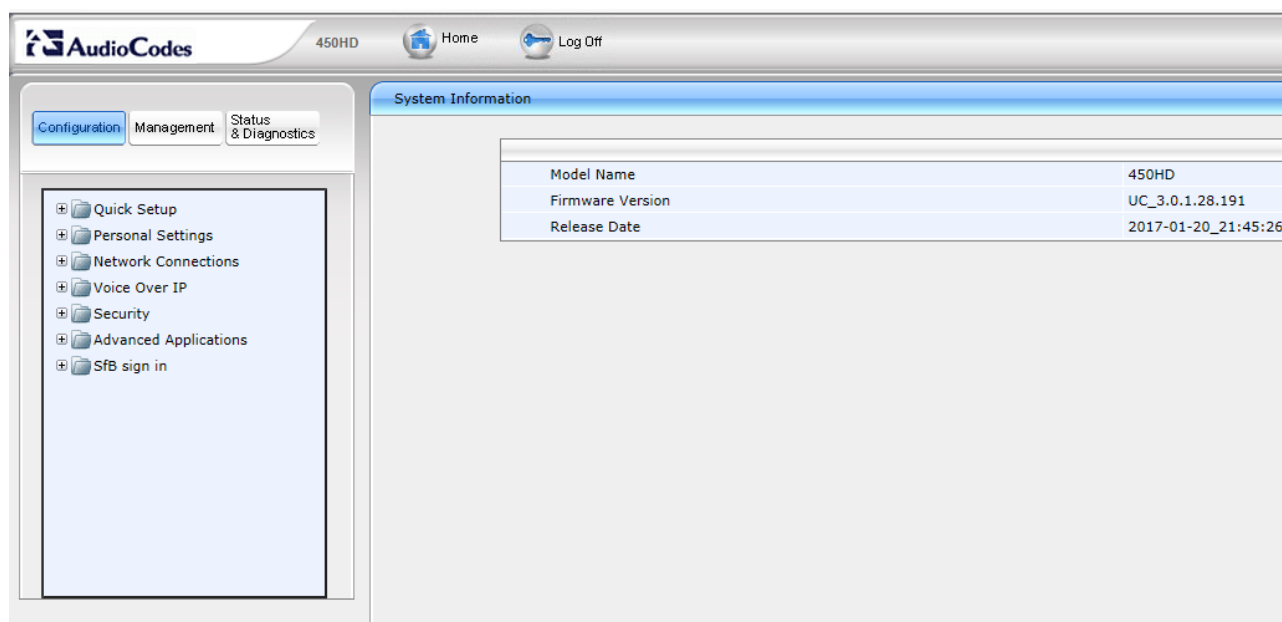 AudioCodes
450HD
Home
Log Off
Configuration
Management
Status
& Diagnostics
Quick Setup
Personal Settings
Network Connections
Voice Over IP
Security
Advanced Applications
SfB sign in
System Information
Model Name 450HD
Firmware Version UC_3.0.1.28.191
Release Date 2017-01-20_21:45:26